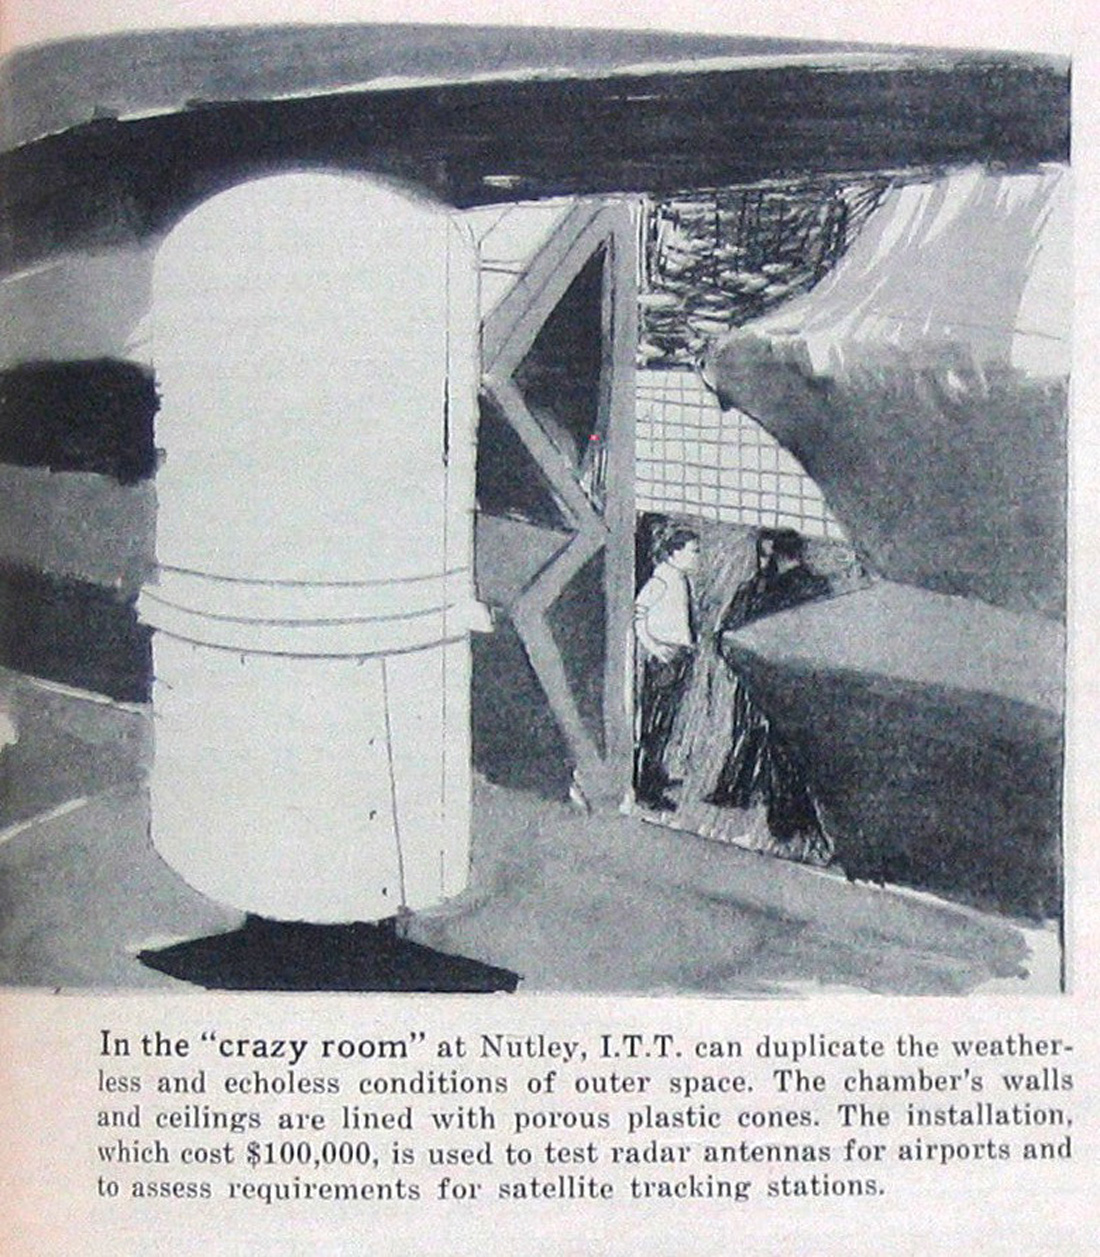 In the “crazy room” at Nutley, I.T.T. can duplicate the weather-
less and echoless conditions of outer space. The chamber’s walls
and ceilings are lined with porous plastic cones. The installation,
which cost $100,000, is used to test radar antennas for airports and
to assess requirements for satellite tracking stations.